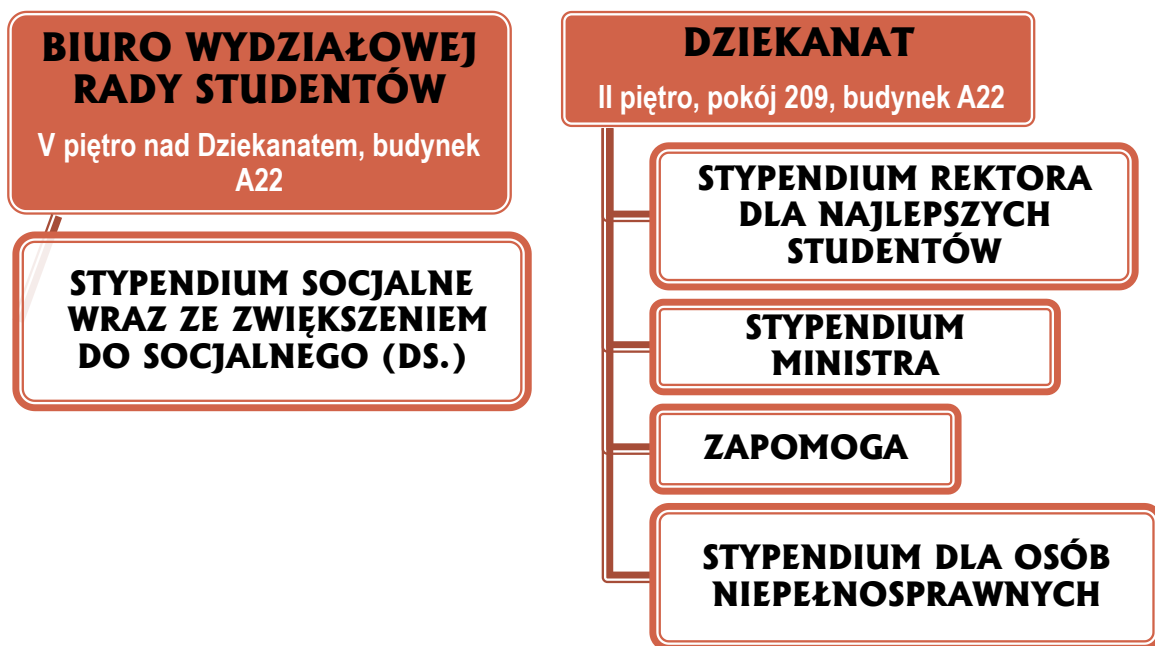 BIURO WYDZIAŁOWEJ
RADY STUDENTÓW
V piętro nad Dziekanatem, budynek
A22
STYPENDIUM SOCJALNE
WRAZ ZE ZWIĘKSZENIEM
DO SOCJALNEGO (DS.)
DZIEKANAT
II piętro, pokój 209, budynek A22
STYPENDIUM REKTORA
DLA NAJLEPSZYCH
STUDENTÓW
STYPENDIUM
MINISTRA
ZAPOMOGA
STYPENDIUM DLA OSÓB
NIEPEŁNOSPRAWNYCH